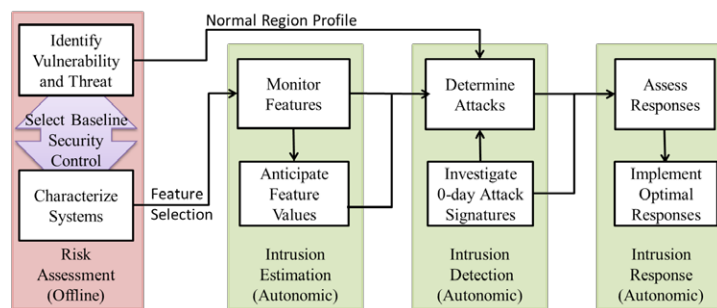 Normal Region Profile
Identify
Vulnerability
and Threat
Select Baseline
Security
Control
Characterize
Systems
Risk
Assessment
(Offline)
Feature
Selection
Monitor
Features
Anticipate
Feature
Values
Intrusion
Estimation
(Autonomic)
Determine
Attacks
Investigate
0-day Attack
Signatures
Intrusion
Detection
(Autonomic)
Assess
Responses
Implement
Optimal
Responses
Intrusion
Response
(Autonomic)